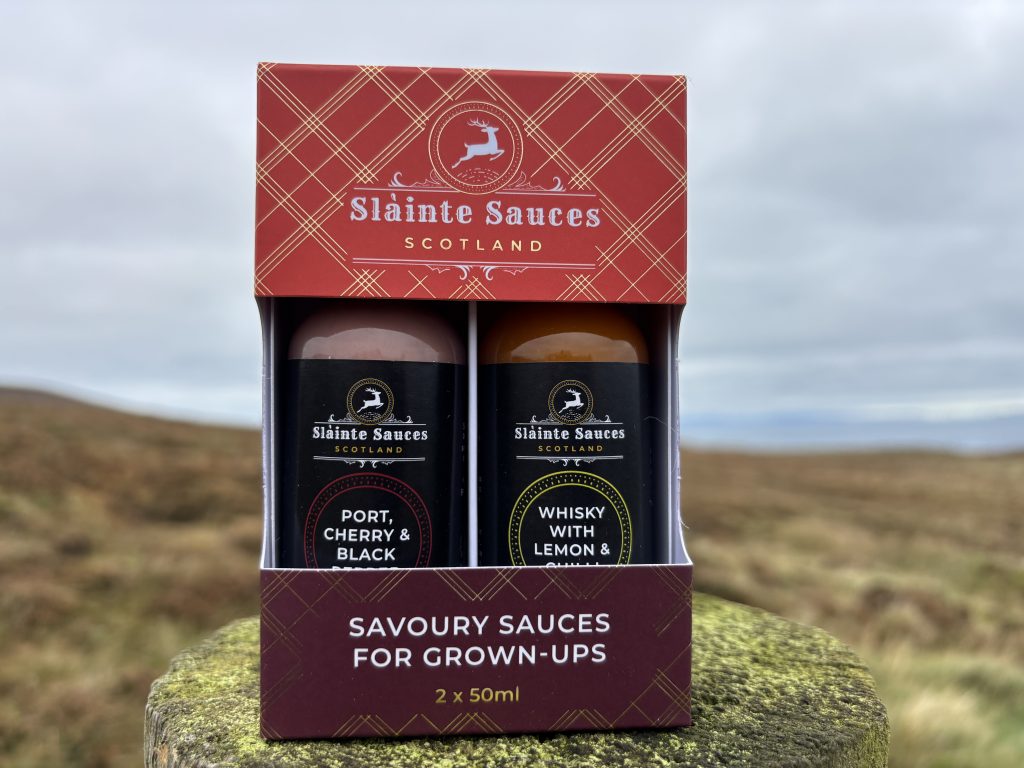 Slàinte Sauces
SCOTLAND
Slàinte Sauces
SCOTLAND
PORT,
CHERRY &
BLACK
Slàinte Sauces
SCOTLAND
WHISKY
WITH
LEMON &
CHILLI
SAVOURY SAUCES
FOR GROWN-UPS
2 x 50ml